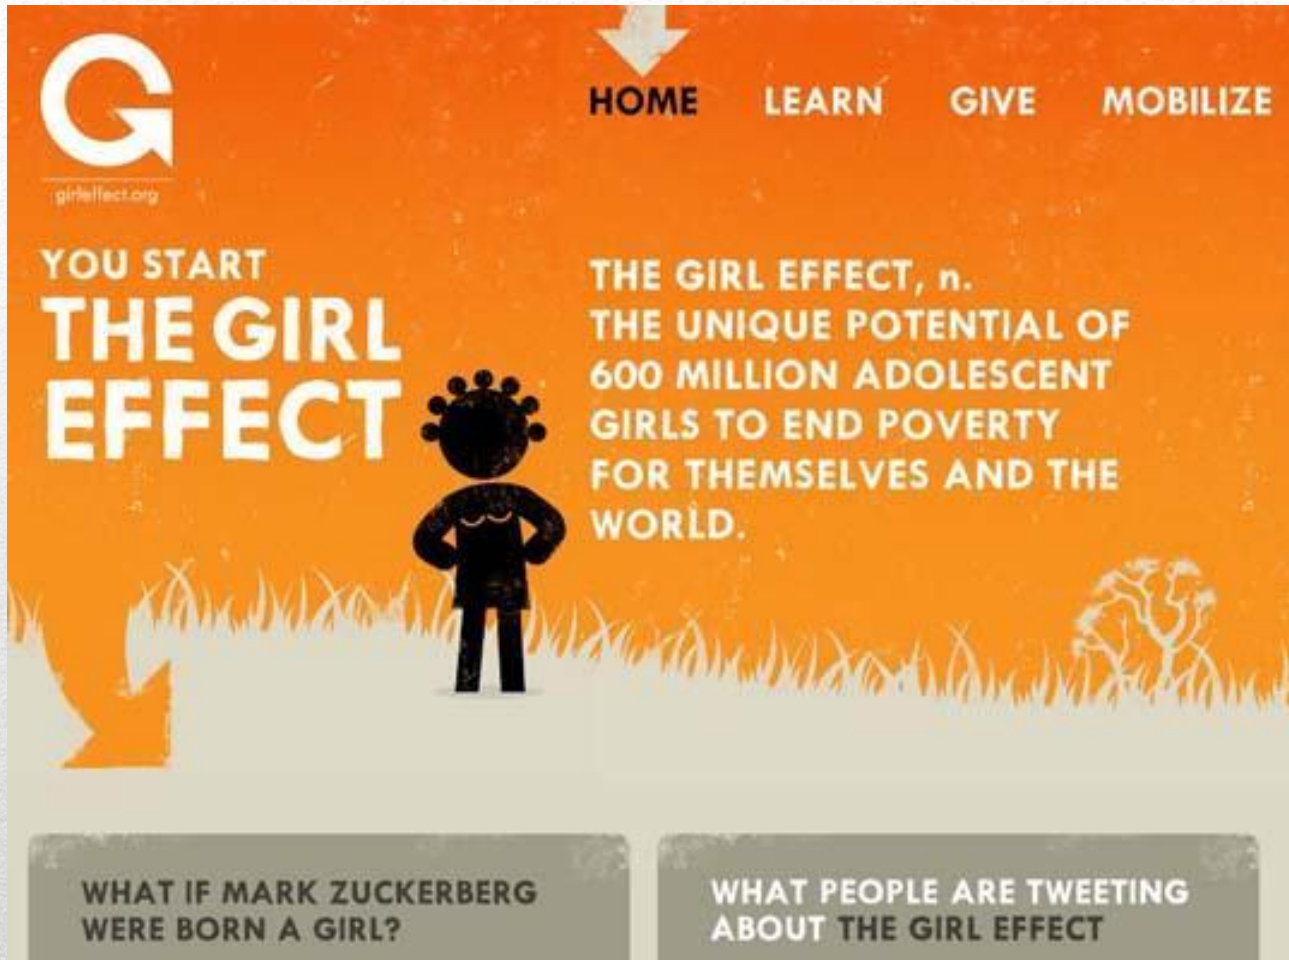 girleffect.org
HOME LEARN GIVE MOBILIZE
YOU START
THE GIRL
EFFECT
THE GIRL EFFECT, n.
THE UNIQUE POTENTIAL OF
600 MILLION ADOLESCENT
GIRLS TO END POVERTY
FOR THEMSELVES AND THE
WORLD.
WHAT IF MARK ZUCKERBERG
WERE BORN A GIRL?
WHAT PEOPLE ARE TWEETING
ABOUT THE GIRL EFFECT